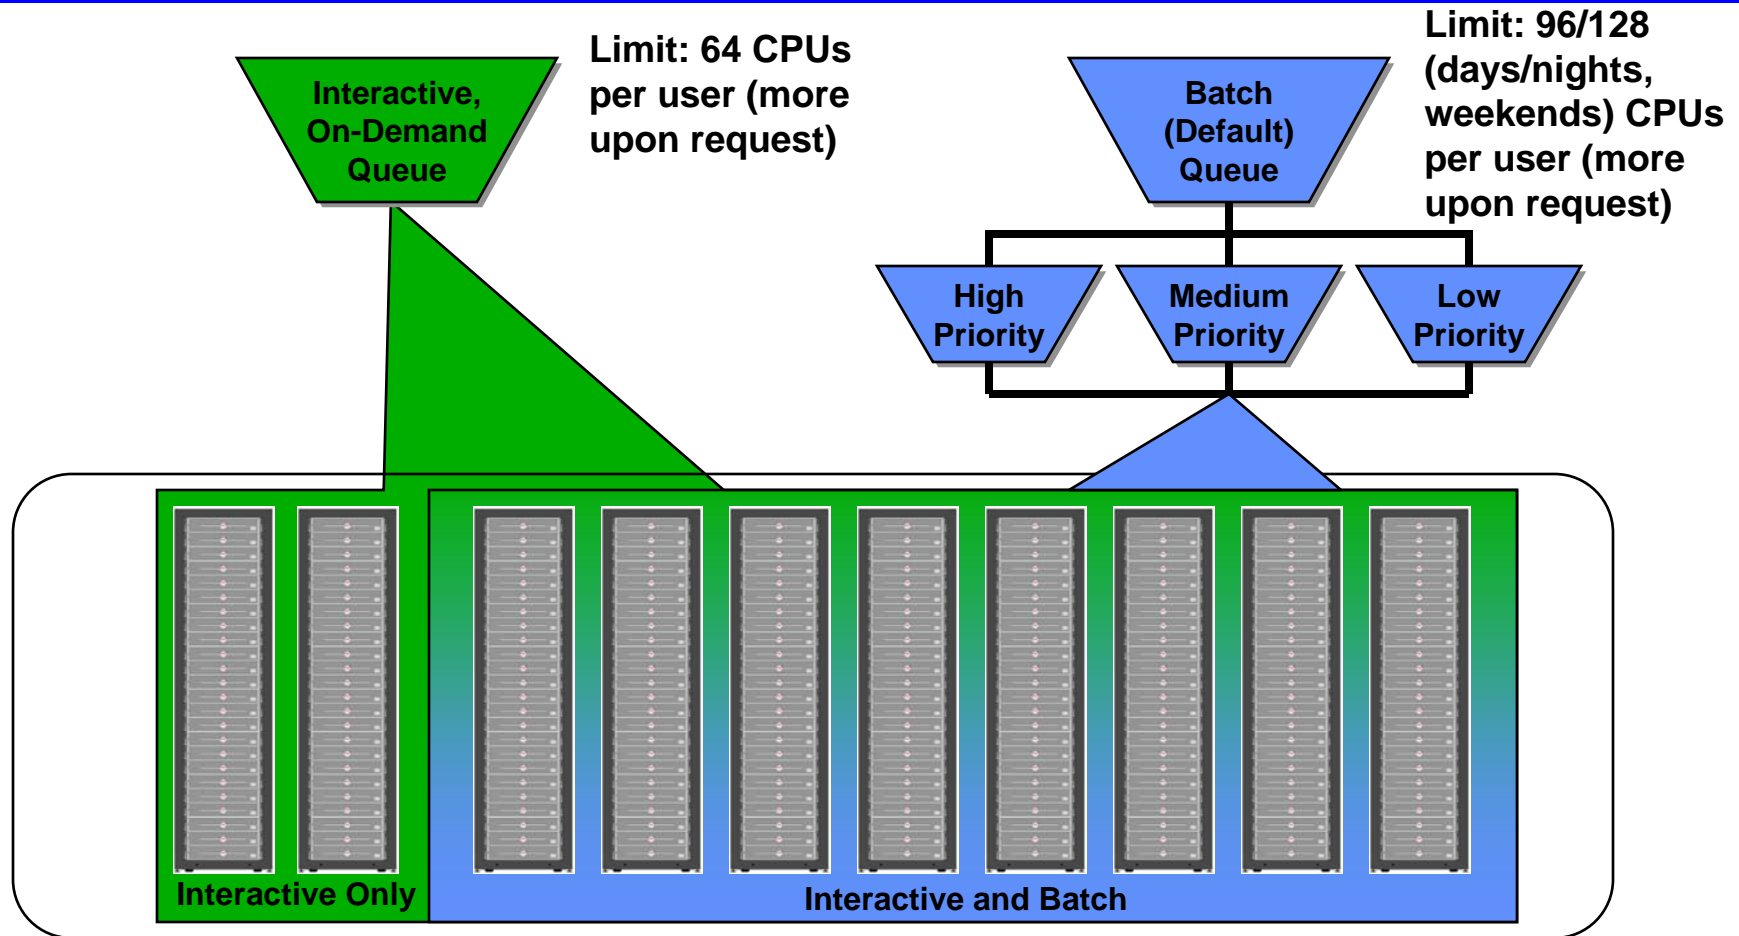 Interactive,
On-Demand
Queue
Limit: 64 CPUs
per user (more
upon request)
Batch
(Default)
Queue
Limit: 96/128
(days/nights,
weekends) CPUs
per user (more
upon request)
High
Priority
Medium
Priority
Low
Priority
Interactive Only
Interactive and Batch